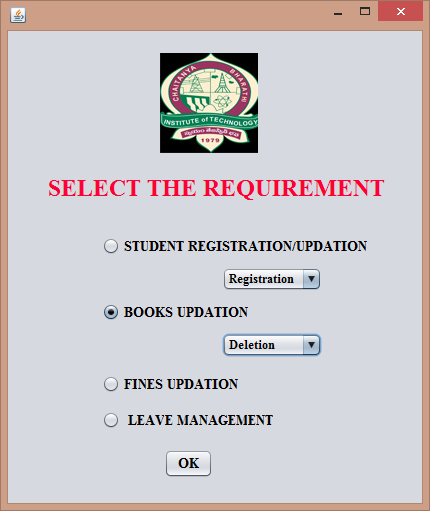 CHAITANYA BHARATHI
INSTITUTE of TECHNOLOGY
1979
SELECT THE REQUIREMENT
STUDENT REGISTRATION/UPDATION
Registration
BOOKS UPDATION
Deletion
FINES UPDATION
LEAVE MANAGEMENT
OK